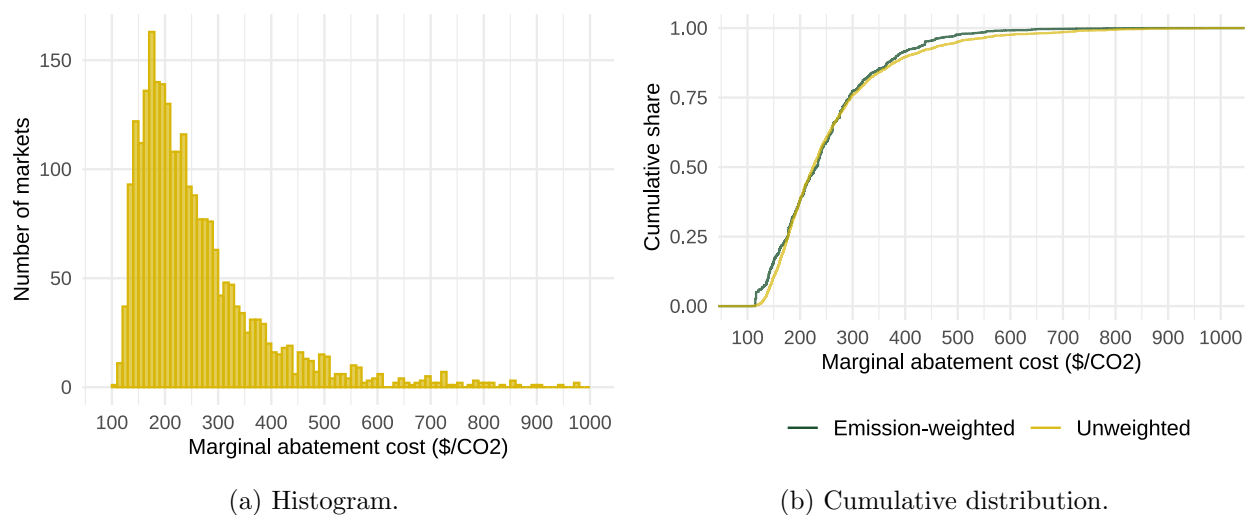 Number of markets
150
100
50
0
100 200 300 400 500 600 700 800 900 1000
Marginal abatement cost ($/CO2)
(a) Histogram.
Cumulative share
1.00
0.75
0.50
0.25
0.00
100 200 300 400 500 600 700 800 900 1000
Marginal abatement cost ($/CO2)
Emission-weighted Unweighted
(b) Cumulative distribution.